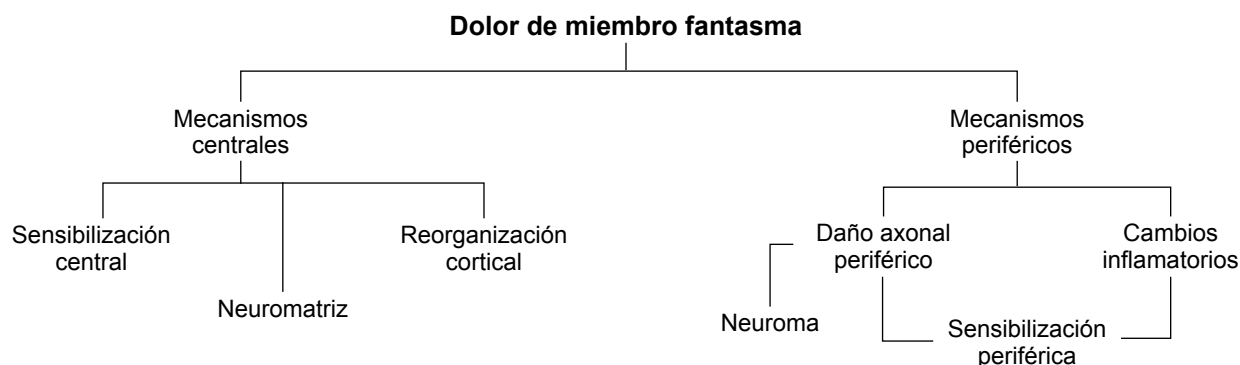 Dolor de miembro fantasma
Mecanismos
centrales
Mecanismos
periféricos
Sensibilización
central
Neuromatriz
Reorganización
cortical
Daño axonal
periférico
Cambios
inflamatorios
Neuroma
Sensibilización
periférica